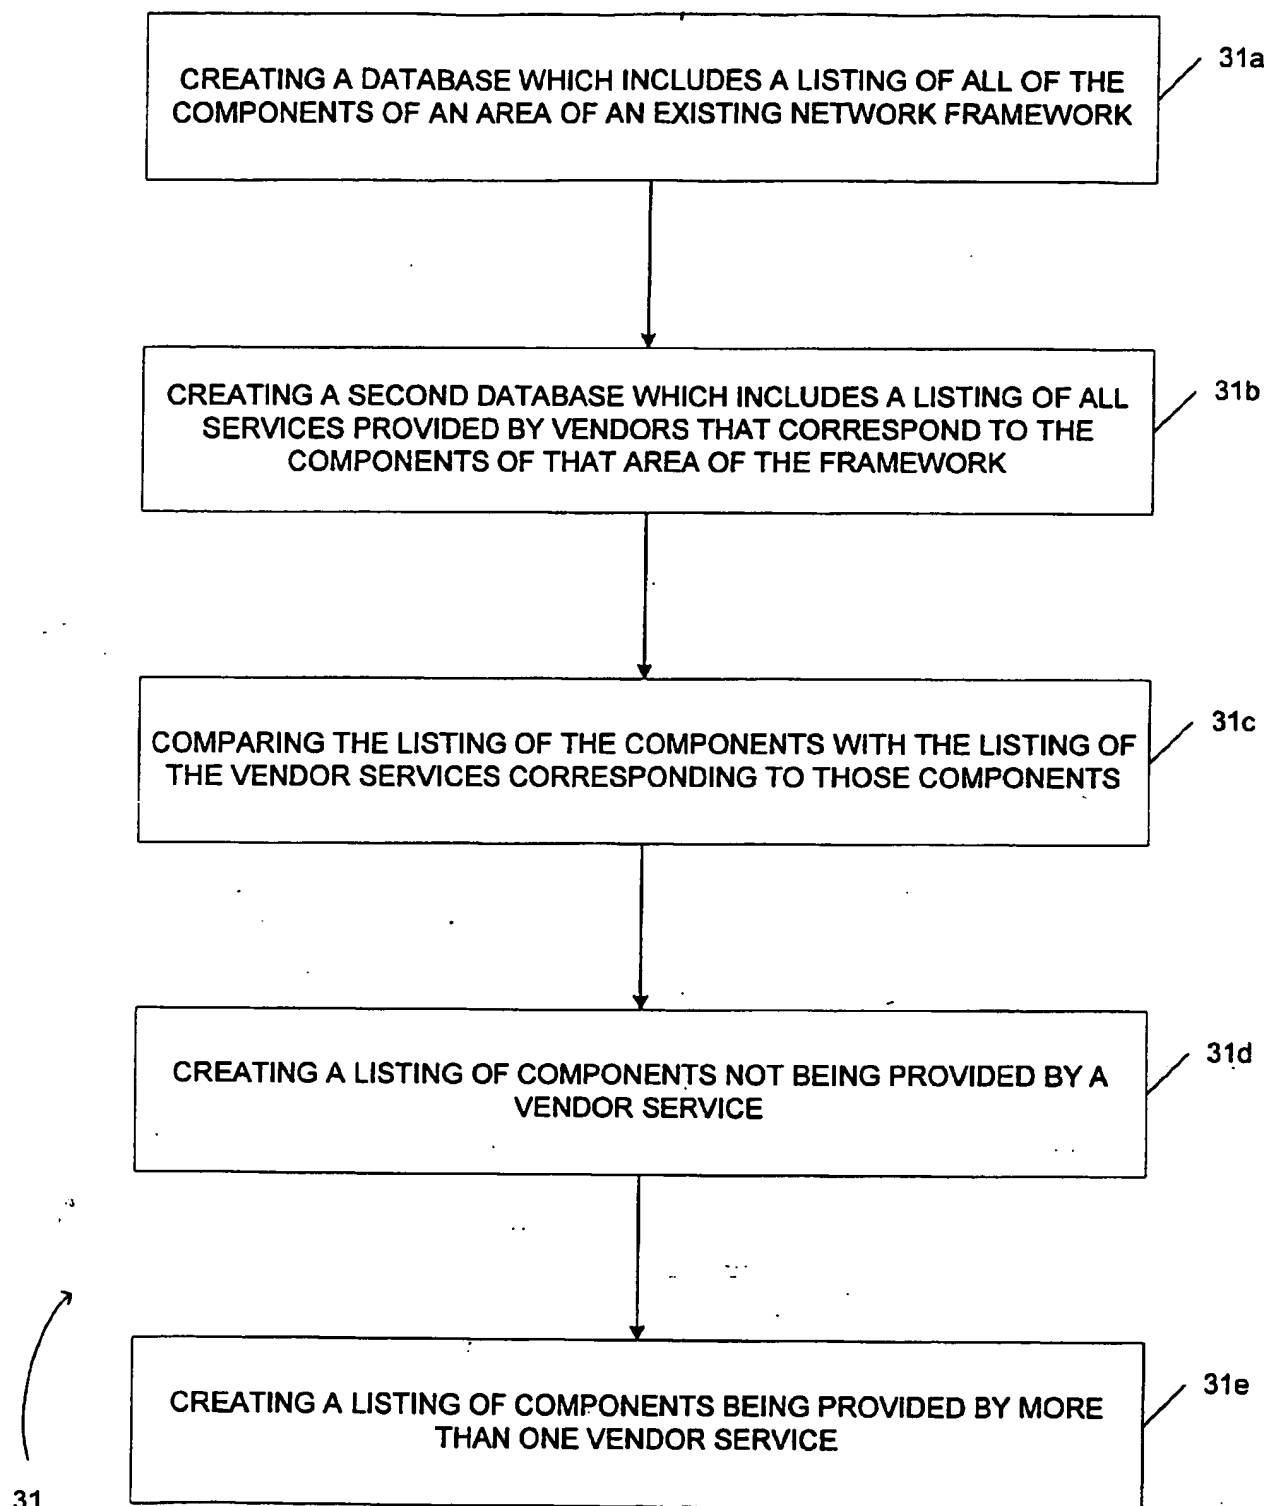 CREATING A DATABASE WHICH INCLUDES A LISTING OF ALL OF THE
COMPONENTS OF AN AREA OF AN EXISTING NETWORK FRAMEWORK
31a
CREATING A SECOND DATABASE WHICH INCLUDES A LISTING OF ALL
SERVICES PROVIDED BY VENDORS THAT CORRESPOND TO THE
COMPONENTS OF THAT AREA OF THE FRAMEWORK
31b
COMPARING THE LISTING OF THE COMPONENTS WITH THE LISTING OF
THE VENDOR SERVICES CORRESPONDING TO THOSE COMPONENTS
31c
CREATING A LISTING OF COMPONENTS NOT BEING PROVIDED BY A
VENDOR SERVICE
31d
CREATING A LISTING OF COMPONENTS BEING PROVIDED BY MORE
THAN ONE VENDOR SERVICE
31e
31